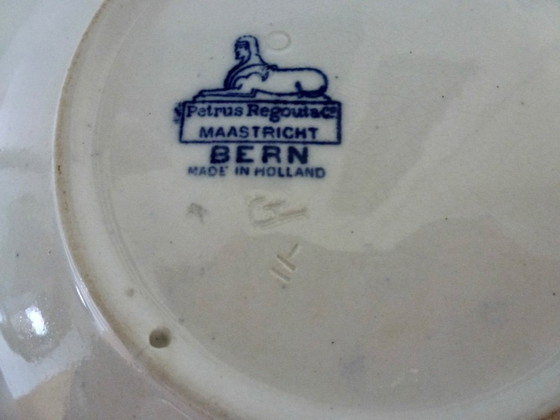 Petrus Regout & Co.
MAASTRICHT
BERN
MADE IN HOLLAND